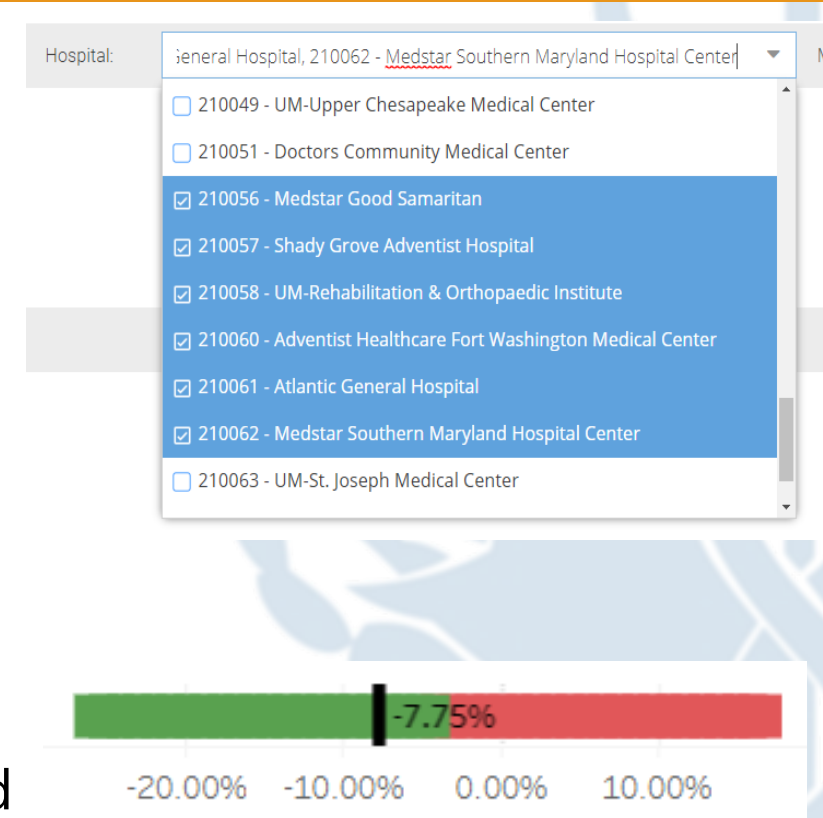 Hospital: General Hospital, 210062 - Medstar Southern Maryland Hospital Center
210049 - UM-Upper Chesapeake Medical Center
210051 - Doctors Community Medical Center
210056 - Medstar Good Samaritan
210057 - Shady Grove Adventist Hospital
210058 - UM-Rehabilitation & Orthopaedic Institute
210060 - Adventist Healthcare Fort Washington Medical Center
210061 - Atlantic General Hospital
210062 - Medstar Southern Maryland Hospital Center
210063 - UM-St. Joseph Medical Center
-7.75%
-20.00% -10.00% 0.00% 10.00%